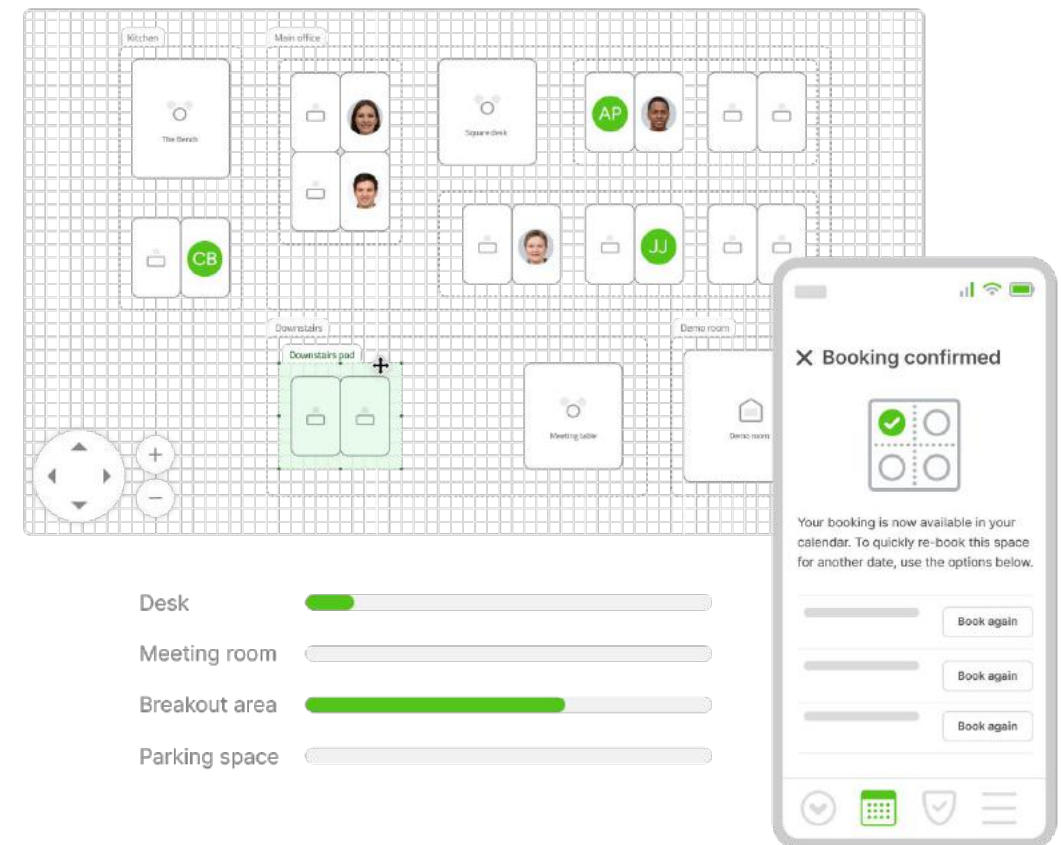 Kitchen
Main office
The Bench
Square desk
AP
CB
JJ
Downstairs
Downstairs pod
Meeting table
Demo room
Demo room
Booking confirmed
Your booking is now available in your
calendar. To quickly re-book this space
for another date, use the options below.
Book again
Book again
Book again
Desk
Meeting room
Breakout area
Parking space